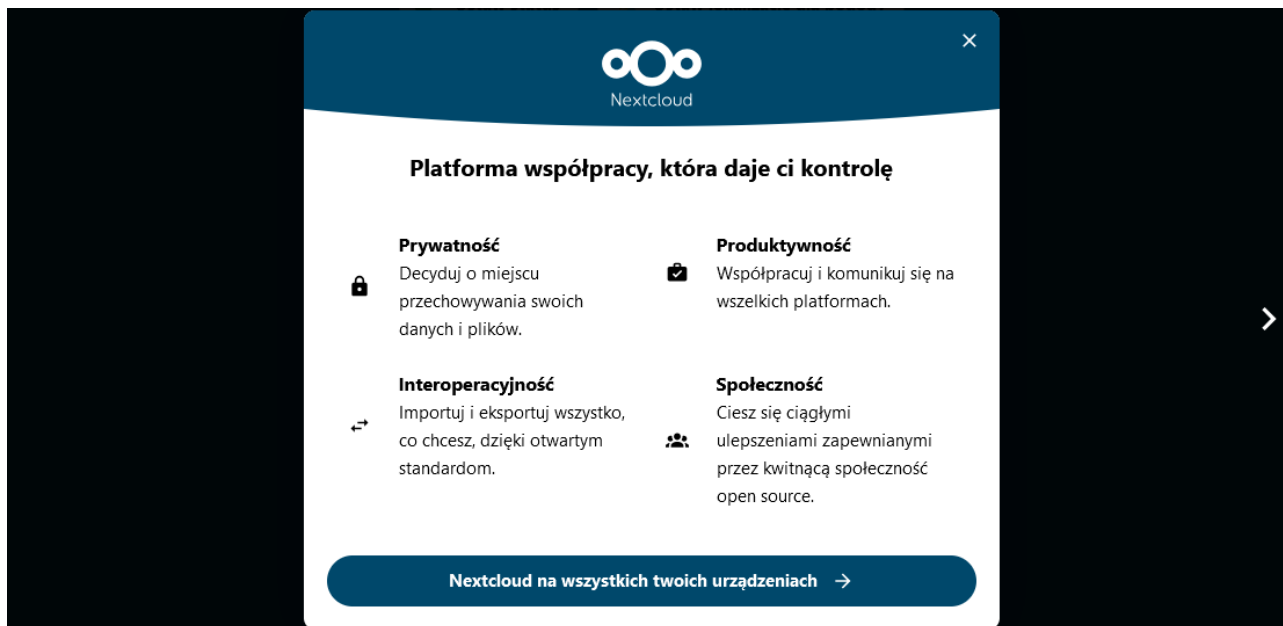 Nextcloud
Platforma współpracy, która daje ci kontrolę
Prywatność
Decyduj o miejscu
przechowywania swoich
danych i plików.
Produktywność
Współpracuj i komunikuj się na
wszelkich platformach.
Interoperacyjność
Importuj i eksportuj wszystko,
co chcesz, dzięki otwartym
standardom.
Społeczność
Ciesz się ciągłymi
ulepszeniami zapewnianymi
przez kwitnącą społeczność
open source.
Nextcloud na wszystkich twoich urządzeniach